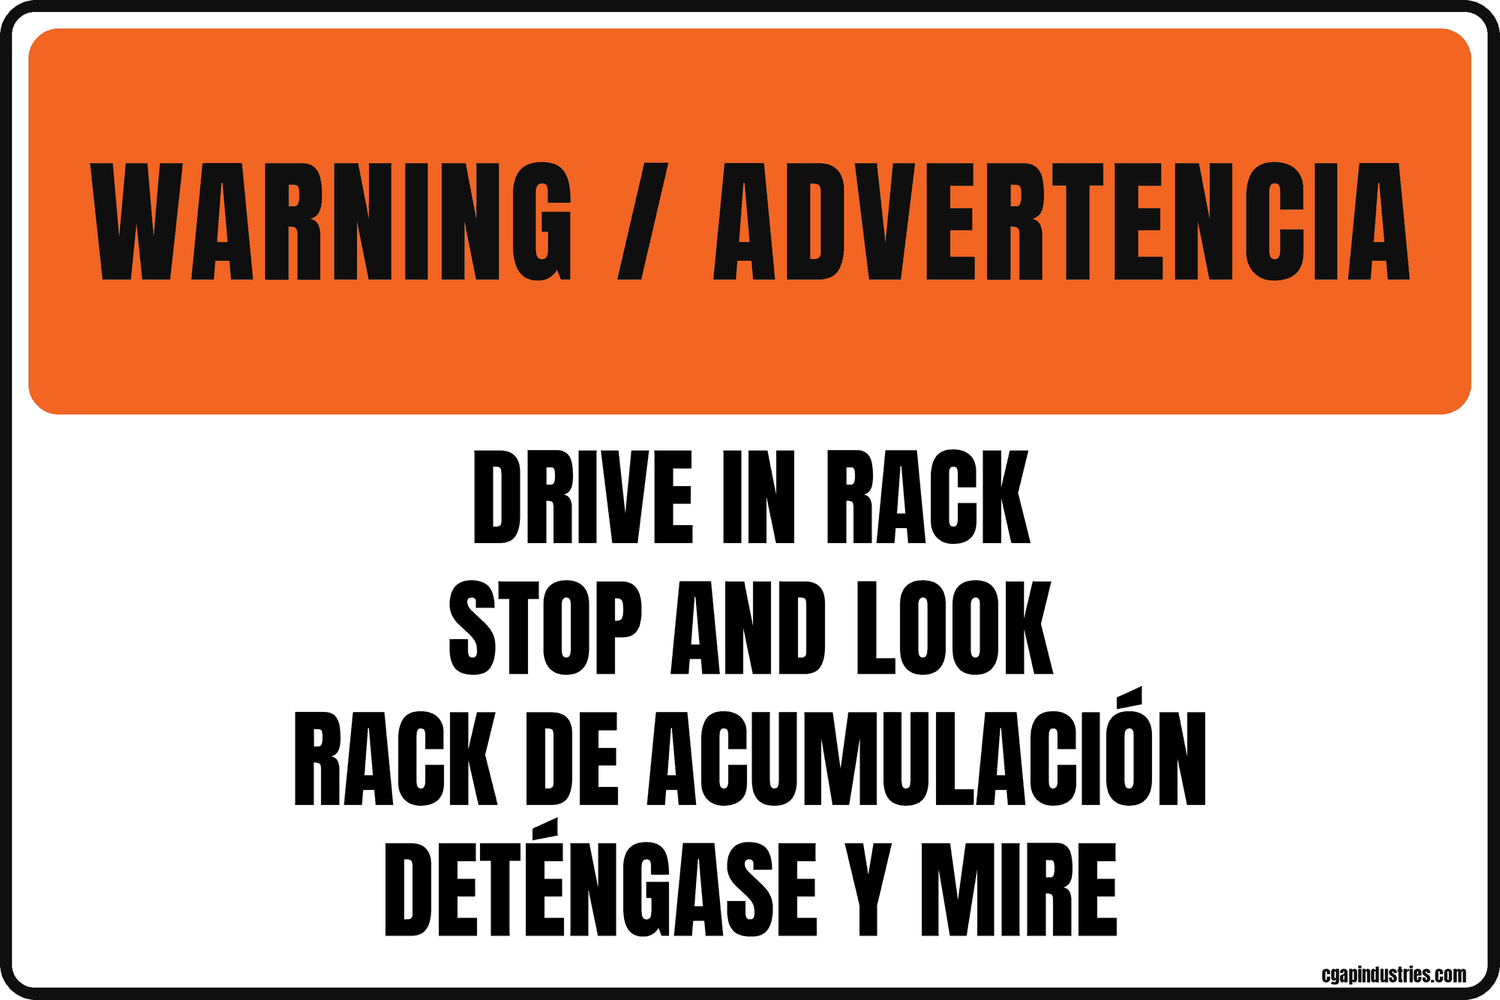 WARNING / ADVERTENCIA
DRIVE IN RACK
STOP AND LOOK
RACK DE ACUMULACIÓN
DETÉNGASE Y MIRE
cgapindustries.com